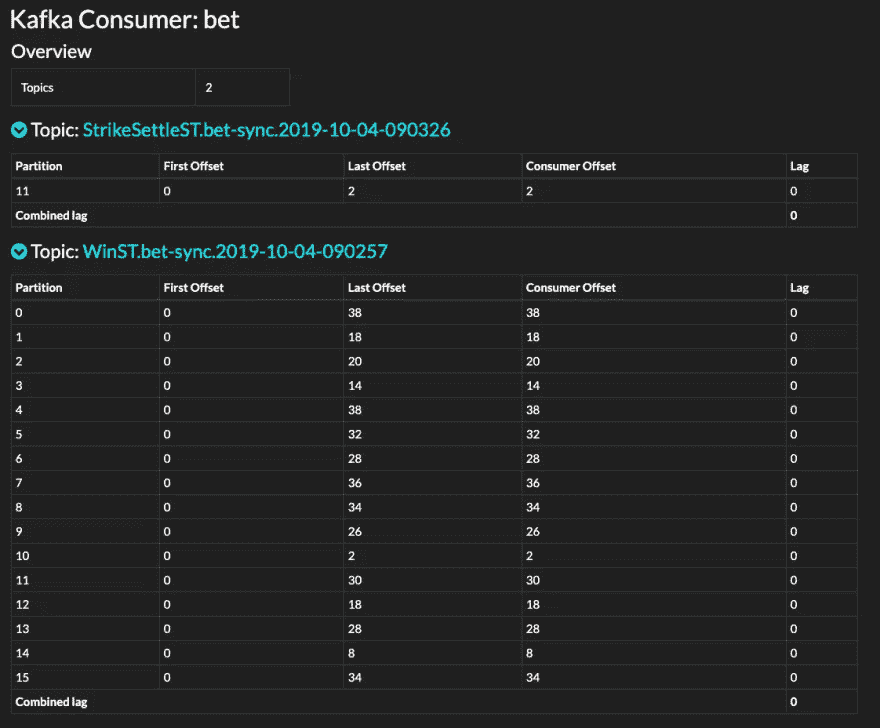 Kafka Consumer: bet
Overview
Topics 2
Topic: StrikeSettleST.bet-sync.2019-10-04-090326
Partition First Offset Last Offset Consumer Offset Lag
11 0 2 2 0
Combined lag 0
Topic: WinST.bet-sync.2019-10-04-090257
Partition First Offset Last Offset Consumer Offset Lag
0 0 38 38 0
1 0 18 18 0
2 0 20 20 0
3 0 14 14 0
4 0 38 38 0
5 0 32 32 0
6 0 28 28 0
7 0 36 36 0
8 0 34 34 0
9 0 26 26 0
10 0 2 2 0
11 0 30 30 0
12 0 18 18 0
13 0 28 28 0
14 0 8 8 0
15 0 34 34 0
Combined lag 0